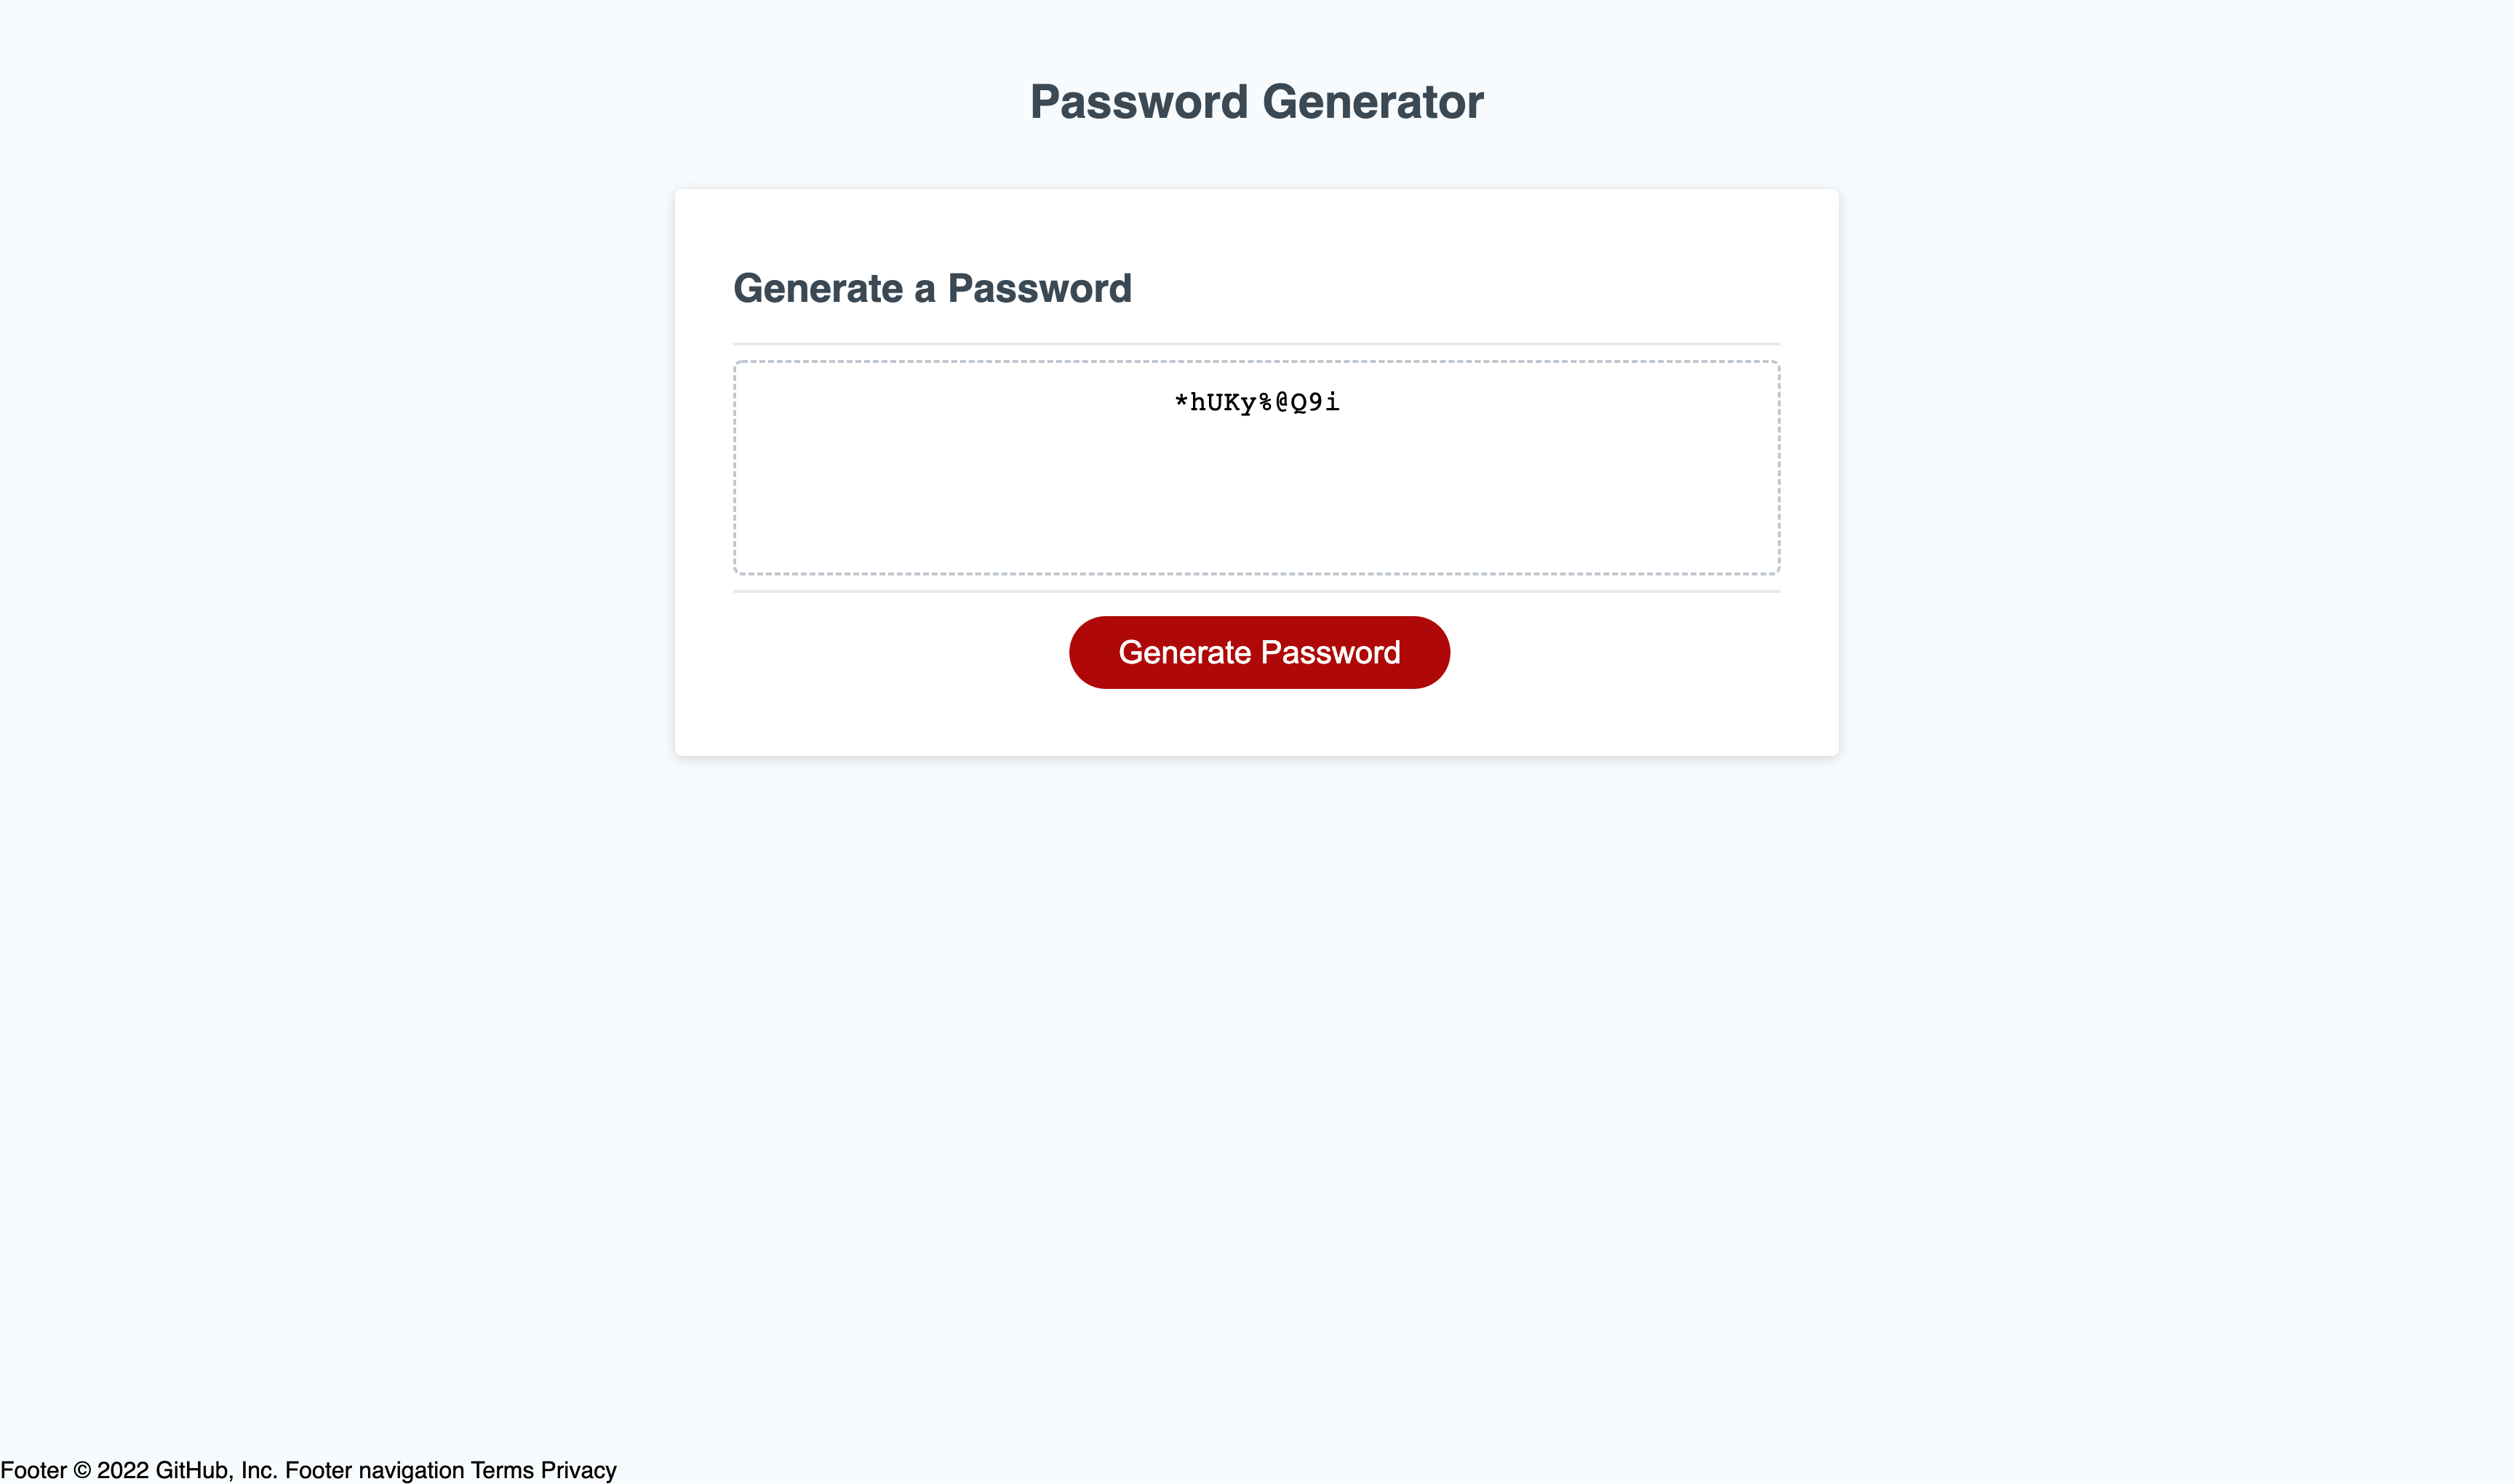 Password Generator
Generate a Password
*hUKy%@Q9i
Generate Password
Footer © 2022 GitHub, Inc. Footer navigation Terms Privacy